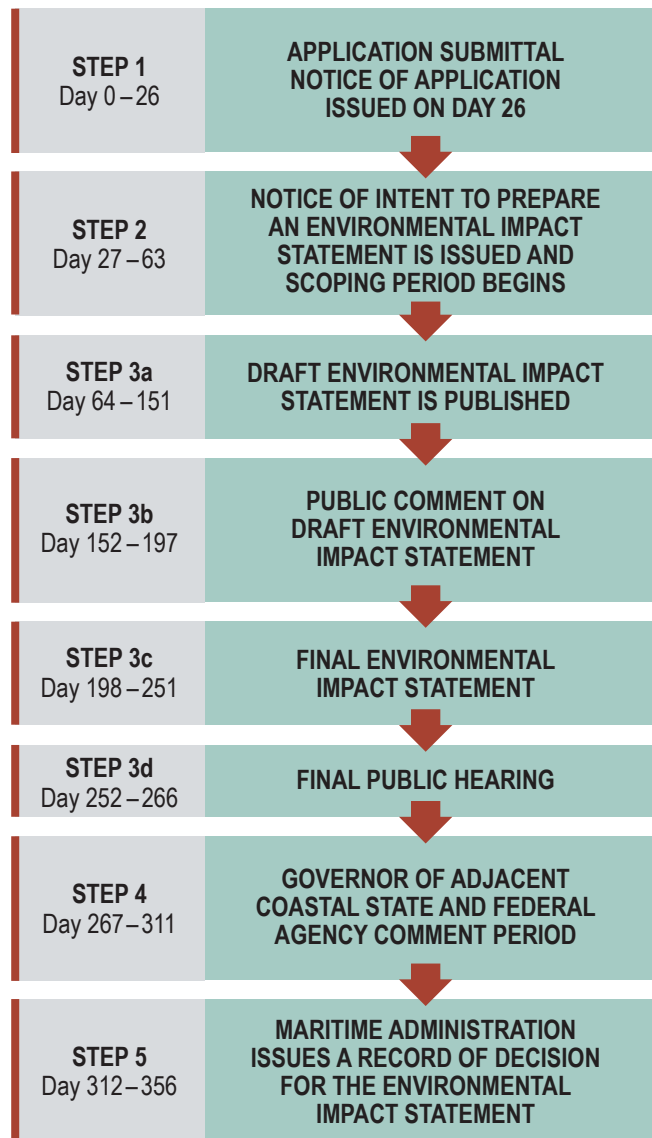 STEP 1
Day 0 – 26
APPLICATION SUBMITTAL
NOTICE OF APPLICATION
ISSUED ON DAY 26
STEP 2
Day 27 – 63
NOTICE OF INTENT TO PREPARE
AN ENVIRONMENTAL IMPACT
STATEMENT IS ISSUED AND
SCOPING PERIOD BEGINS
STEP 3a
Day 64 – 151
DRAFT ENVIRONMENTAL IMPACT
STATEMENT IS PUBLISHED
STEP 3b
Day 152 – 197
PUBLIC COMMENT ON
DRAFT ENVIRONMENTAL
IMPACT STATEMENT
STEP 3c
Day 198 – 251
FINAL ENVIRONMENTAL
IMPACT STATEMENT
STEP 3d
Day 252 – 266
FINAL PUBLIC HEARING
STEP 4
Day 267– 311
GOVERNOR OF ADJACENT
COASTAL STATE AND FEDERAL
AGENCY COMMENT PERIOD
STEP 5
Day 312– 356
MARITIME ADMINISTRATION
ISSUES A RECORD OF DECISION
FOR THE ENVIRONMENTAL
IMPACT STATEMENT